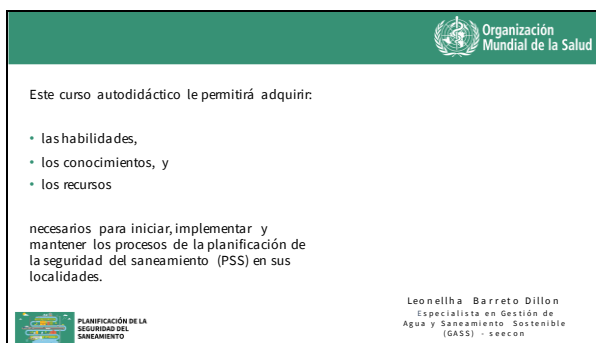 Organización
Mundial de la Salud
Este curso autodidáctico le permitirá adquirir:
• las habilidades,
• los conocimientos, y
• los recursos
necesarios para iniciar, implementar y
mantener los procesos de la planificación de
la seguridad del saneamiento (PSS) en sus
localidades.
Leonellha Barreto Dillon
Especialista en Gestión de
Agua y Saneamiento Sostenible
(GASS) - seecon
PLANIFICACIÓN DE LA
SEGURIDAD DEL
SANEAMIENTO